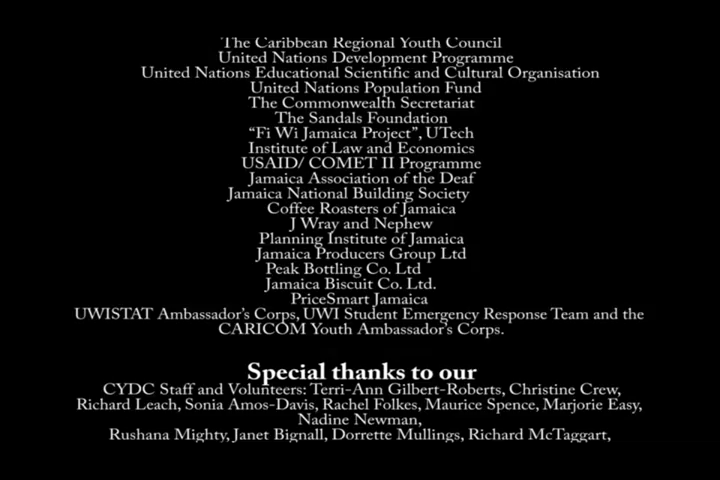 The Caribbean Regional Youth Council
United Nations Development Programme
United Nations Educational Scientific and Cultural Organisation
United Nations Population Fund
The Commonwealth Secretariat
The Sandals Foundation
“Fi Wi Jamaica Project”, UTech
Institute of Law and Economics
USAID/ COMET II Programme
Jamaica Association of the Deaf
Jamaica National Building Society
Coffee Roasters of Jamaica
J Wray and Nephew
Planning Institute of Jamaica
Jamaica Producers Group Ltd
Peak Bottling Co. Ltd
Jamaica Biscuit Co. Ltd.
PriceSmart Jamaica
UWISTAT Ambassador’s Corps, UWI Student Emergency Response Team and the
CARICOM Youth Ambassador’s Corps.
Special thanks to our
CYDC Staff and Volunteers: Terri-Ann Gilbert-Roberts, Christine Crew,
Richard Leach, Sonia Amos-Davis, Rachel Folkes, Maurice Spence, Marjorie Easy,
Nadine Newman,
Rushana Mighty, Janet Bignall, Dorrette Mullings, Richard McTaggart,